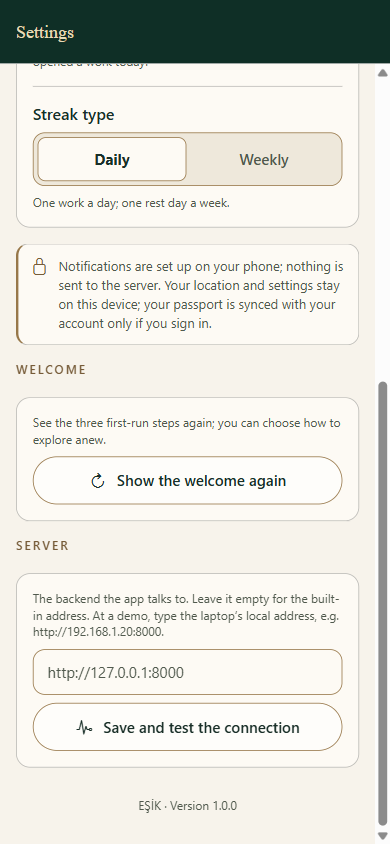 Settings
opened a work today.
Streak type
Daily
Weekly
One work a day; one rest day a week.
Notifications are set up on your phone; nothing is
sent to the server. Your location and settings stay
on this device; your passport is synced with your
account only if you sign in.
WELCOME
See the three first-run steps again; you can choose how to
explore anew.
Show the welcome again
SERVER
The backend the app talks to. Leave it empty for the built-
in address. At a demo, type the laptop's local address, e.g.
http://192.168.1.20:8000.
http://127.0.0.1:8000
Save and test the connection
EŞİK · Version 1.0.0